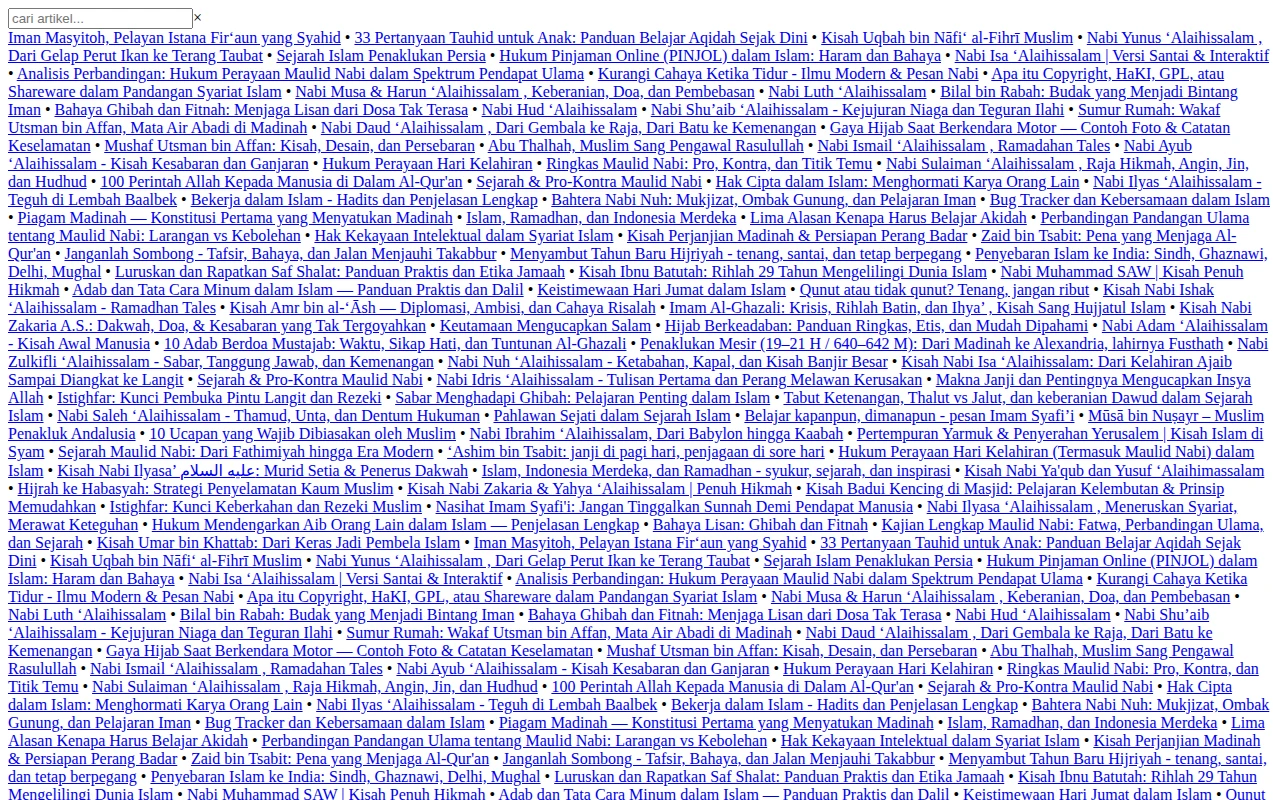 cari artikel... ×
Iman Masyitoh, Pelayan Istana Fir‘aun yang Syahid • 33 Pertanyaan Tauhid untuk Anak: Panduan Belajar Aqidah Sejak Dini • Kisah Uqbah bin Nāfi‘ al-Fihrī Muslim • Nabi Yunus ‘Alaihissalam ,
Dari Gelap Perut Ikan ke Terang Taubat • Sejarah Islam Penaklukan Persia • Hukum Pinjaman Online (PINJOL) dalam Islam: Haram dan Bahaya • Nabi Isa ‘Alaihissalam | Versi Santai & Interaktif
• Analisis Perbandingan: Hukum Perayaan Maulid Nabi dalam Spektrum Pendapat Ulama • Kurangi Cahaya Ketika Tidur - Ilmu Modern & Pesan Nabi • Apa itu Copyright, HaKI, GPL, atau
Shareware dalam Pandangan Syariat Islam • Nabi Musa & Harun ‘Alaihissalam , Keberanian, Doa, dan Pembebasan • Nabi Luth ‘Alaihissalam • Bilal bin Rabah: Budak yang Menjadi Bintang
Iman • Bahaya Ghibah dan Fitnah: Menjaga Lisan dari Dosa Tak Terasa • Nabi Hud ‘Alaihissalam • Nabi Shu’aib ‘Alaihissalam - Kejujuran Niaga dan Teguran Ilahi • Sumur Rumah: Wakaf
Utsman bin Affan, Mata Air Abadi di Madinah • Nabi Daud ‘Alaihissalam , Dari Gembala ke Raja, Dari Batu ke Kemenangan • Gaya Hijab Saat Berkendara Motor — Contoh Foto & Catatan
Keselamatan • Mushaf Utsman bin Affan: Kisah, Desain, dan Persebaran • Abu Thalhah, Muslim Sang Pengawal Rasulullah • Nabi Ismail ‘Alaihissalam , Ramadahan Tales • Nabi Ayub
‘Alaihissalam - Kisah Kesabaran dan Ganjaran • Hukum Perayaan Hari Kelahiran • Ringkas Maulid Nabi: Pro, Kontra, dan Titik Temu • Nabi Sulaiman ‘Alaihissalam , Raja Hikmah, Angin, Jin,
dan Hudhud • 100 Perintah Allah Kepada Manusia di Dalam Al-Qur'an • Sejarah & Pro-Kontra Maulid Nabi • Hak Cipta dalam Islam: Menghormati Karya Orang Lain • Nabi Ilyas ‘Alaihissalam -
Teguh di Lembah Baalbek • Bekerja dalam Islam - Hadits dan Penjelasan Lengkap • Bahtera Nabi Nuh: Mukjizat, Ombak Gunung, dan Pelajaran Iman • Bug Tracker dan Kebersamaan dalam Islam
• Piagam Madinah — Konstitusi Pertama yang Menyatukan Madinah • Islam, Ramadhan, dan Indonesia Merdeka • Lima Alasan Kenapa Harus Belajar Akidah • Perbandingan Pandangan Ulama
tentang Maulid Nabi: Larangan vs Kebolehan • Hak Kekayaan Intelektual dalam Syariat Islam • Kisah Perjanjian Madinah & Persiapan Perang Badar • Zaid bin Tsabit: Pena yang Menjaga Al-
Qur'an • Janganlah Sombong - Tafsir, Bahaya, dan Jalan Menjauhi Takabbur • Menyambut Tahun Baru Hijriyah - tenang, santai, dan tetap berpegang • Penyebaran Islam ke India: Sindh, Ghaznawi,
Delhi, Mughal • Luruskan dan Rapatkan Saf Shalat: Panduan Praktis dan Etika Jamaah • Kisah Ibnu Batutah: Rihlah 29 Tahun Mengelilingi Dunia Islam • Nabi Muhammad SAW | Kisah Penuh
Hikmah • Adab dan Tata Cara Minum dalam Islam — Panduan Praktis dan Dalil • Keistimewaan Hari Jumat dalam Islam • Qunut atau tidak qunut? Tenang, jangan ribut • Kisah Nabi Ishak
‘Alaihissalam - Ramadhan Tales • Kisah Amr bin al-‘Āsh — Diplomasi, Ambisi, dan Cahaya Risalah • Imam Al-Ghazali: Krisis, Rihlah Batin, dan Ihya’ , Kisah Sang Hujjatul Islam • Kisah Nabi
Zakaria A.S.: Dakwah, Doa, & Kesabaran yang Tak Tergoyahkan • Keutamaan Mengucapkan Salam • Hijab Berkeadaban: Panduan Ringkas, Etis, dan Mudah Dipahami • Nabi Adam ‘Alaihissalam
- Kisah Awal Manusia • 10 Adab Berdoa Mustajab: Waktu, Sikap Hati, dan Tuntunan Al-Ghazali • Penaklukan Mesir (19–21 H / 640–642 M): Dari Madinah ke Alexandria, lahirnya Fusthath • Nabi
Zulkifli ‘Alaihissalam - Sabar, Tanggung Jawab, dan Kemenangan • Nabi Nuh ‘Alaihissalam - Ketabahan, Kapal, dan Kisah Banjir Besar • Kisah Nabi Isa ‘Alaihissalam: Dari Kelahiran Ajaib
Sampai Diangkat ke Langit • Sejarah & Pro-Kontra Maulid Nabi • Nabi Idris ‘Alaihissalam - Tulisan Pertama dan Perang Melawan Kerusakan • Makna Janji dan Pentingnya Mengucapkan Insya
Allah • Istighfar: Kunci Pembuka Pintu Langit dan Rezeki • Sabar Menghadapi Ghibah: Pelajaran Penting dalam Islam • Tabut Ketenangan, Thalut vs Jalut, dan keberanian Dawud dalam Sejarah
Islam • Nabi Saleh ‘Alaihissalam - Thamud, Unta, dan Dentum Hukuman • Pahlawan Sejati dalam Sejarah Islam • Belajar kapanpun, dimanapun - pesan Imam Syafi’i • Mūsā bin Nuṣayr – Muslim
Penakluk Andalusia • 10 Ucapan yang Wajib Dibiasakan oleh Muslim • Nabi Ibrahim ‘Alaihissalam, Dari Babylon hingga Kaabah • Pertempuran Yarmuk & Penyerahan Yerusalem | Kisah Islam di
Syam • Sejarah Maulid Nabi: Dari Fathimiyah hingga Era Modern • ‘Ashim bin Tsabit: janji di pagi hari, penjagaan di sore hari • Hukum Perayaan Hari Kelahiran (Termasuk Maulid Nabi) dalam
Islam • Kisah Nabi Ilyasa’ عليه السلام: Murid Setia & Penerus Dakwah • Islam, Indonesia Merdeka, dan Ramadhan - syukur, sejarah, dan inspirasi • Kisah Nabi Ya'qub dan Yusuf ‘Alaihimassalam
• Hijrah ke Habasyah: Strategi Penyelamatan Kaum Muslim • Kisah Nabi Zakaria & Yahya ‘Alaihissalam | Penuh Hikmah • Kisah Badui Kencing di Masjid: Pelajaran Kelembutan & Prinsip
Memudahkan • Istighfar: Kunci Keberkahan dan Rezeki Muslim • Nasihat Imam Syafi'i: Jangan Tinggalkan Sunnah Demi Pendapat Manusia • Nabi Ilyasa ‘Alaihissalam , Meneruskan Syariat,
Merawat Keteguhan • Hukum Mendengarkan Aib Orang Lain dalam Islam — Penjelasan Lengkap • Bahaya Lisan: Ghibah dan Fitnah • Kajian Lengkap Maulid Nabi: Fatwa, Perbandingan Ulama,
dan Sejarah • Kisah Umar bin Khattab: Dari Keras Jadi Pembela Islam • Iman Masyitoh, Pelayan Istana Fir‘aun yang Syahid • 33 Pertanyaan Tauhid untuk Anak: Panduan Belajar Aqidah Sejak
Dini • Kisah Uqbah bin Nāfi‘ al-Fihrī Muslim • Nabi Yunus ‘Alaihissalam , Dari Gelap Perut Ikan ke Terang Taubat • Sejarah Islam Penaklukan Persia • Hukum Pinjaman Online (PINJOL) dalam
Islam: Haram dan Bahaya • Nabi Isa ‘Alaihissalam | Versi Santai & Interaktif • Analisis Perbandingan: Hukum Perayaan Maulid Nabi dalam Spektrum Pendapat Ulama • Kurangi Cahaya Ketika
Tidur - Ilmu Modern & Pesan Nabi • Apa itu Copyright, HaKI, GPL, atau Shareware dalam Pandangan Syariat Islam • Nabi Musa & Harun ‘Alaihissalam , Keberanian, Doa, dan Pembebasan •
Nabi Luth ‘Alaihissalam • Bilal bin Rabah: Budak yang Menjadi Bintang Iman • Bahaya Ghibah dan Fitnah: Menjaga Lisan dari Dosa Tak Terasa • Nabi Hud ‘Alaihissalam • Nabi Shu’aib
‘Alaihissalam - Kejujuran Niaga dan Teguran Ilahi • Sumur Rumah: Wakaf Utsman bin Affan, Mata Air Abadi di Madinah • Nabi Daud ‘Alaihissalam , Dari Gembala ke Raja, Dari Batu ke
Kemenangan • Gaya Hijab Saat Berkendara Motor — Contoh Foto & Catatan Keselamatan • Mushaf Utsman bin Affan: Kisah, Desain, dan Persebaran • Abu Thalhah, Muslim Sang Pengawal
Rasulullah • Nabi Ismail ‘Alaihissalam , Ramadahan Tales • Nabi Ayub ‘Alaihissalam - Kisah Kesabaran dan Ganjaran • Hukum Perayaan Hari Kelahiran • Ringkas Maulid Nabi: Pro, Kontra, dan
Titik Temu • Nabi Sulaiman ‘Alaihissalam , Raja Hikmah, Angin, Jin, dan Hudhud • 100 Perintah Allah Kepada Manusia di Dalam Al-Qur'an • Sejarah & Pro-Kontra Maulid Nabi • Hak Cipta
dalam Islam: Menghormati Karya Orang Lain • Nabi Ilyas ‘Alaihissalam - Teguh di Lembah Baalbek • Bekerja dalam Islam - Hadits dan Penjelasan Lengkap • Bahtera Nabi Nuh: Mukjizat, Ombak
Gunung, dan Pelajaran Iman • Bug Tracker dan Kebersamaan dalam Islam • Piagam Madinah — Konstitusi Pertama yang Menyatukan Madinah • Islam, Ramadhan, dan Indonesia Merdeka • Lima
Alasan Kenapa Harus Belajar Akidah • Perbandingan Pandangan Ulama tentang Maulid Nabi: Larangan vs Kebolehan • Hak Kekayaan Intelektual dalam Syariat Islam • Kisah Perjanjian Madinah
& Persiapan Perang Badar • Zaid bin Tsabit: Pena yang Menjaga Al-Qur'an • Janganlah Sombong - Tafsir, Bahaya, dan Jalan Menjauhi Takabbur • Menyambut Tahun Baru Hijriyah - tenang, santai,
dan tetap berpegang • Penyebaran Islam ke India: Sindh, Ghaznawi, Delhi, Mughal • Luruskan dan Rapatkan Saf Shalat: Panduan Praktis dan Etika Jamaah • Kisah Ibnu Batutah: Rihlah 29 Tahun
Mengelilingi Dunia Islam • Nabi Muhammad SAW | Kisah Penuh Hikmah • Adab dan Tata Cara Minum dalam Islam — Panduan Praktis dan Dalil • Keistimewaan Hari Jumat dalam Islam • Qunut